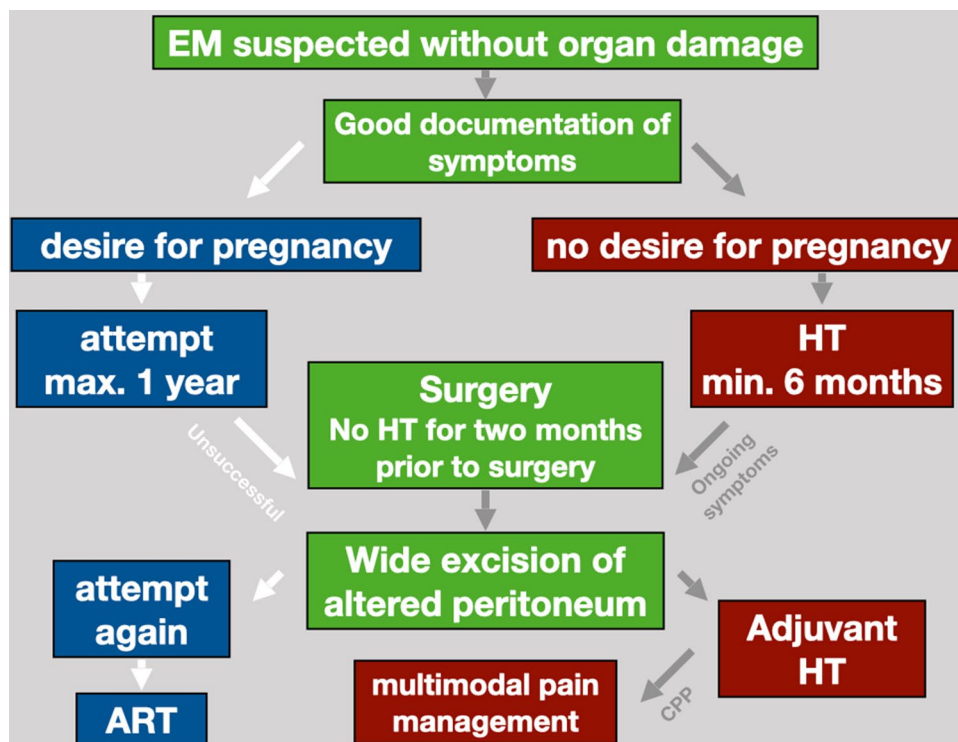 EM suspected without organ damage
Good documentation of
symptoms
desire for pregnancy
no desire for pregnancy
attempt
max. 1 year
HT
min. 6 months
Surgery
No HT for two months
prior to surgery
Unsuccessful
Ongoing
symptoms
Wide excision of
altered peritoneum
attempt
again
Adjuvant
HT
CPP
multimodal pain
management
ART